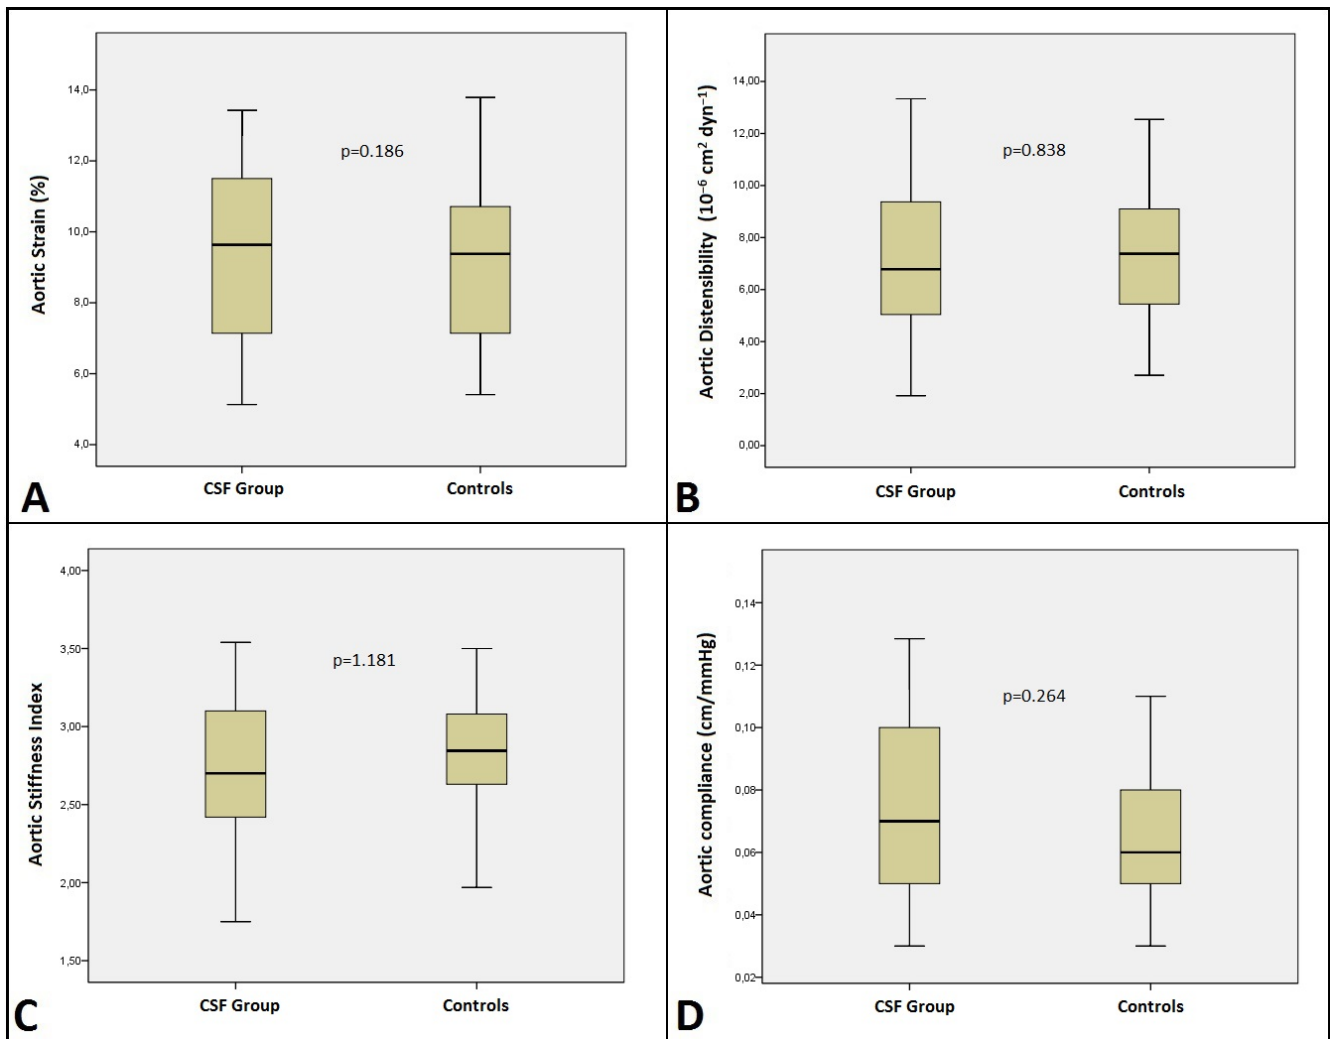 Aortic Strain (%)
14,0
12,0
10,0
8,0
6,0
4,0
p=0.186
CSF Group
Controls
A
Aortic Distensibility (10⁻⁶ cm² dyn⁻¹)
14,00
12,00
10,00
8,00
6,00
4,00
2,00
0,00
p=0.838
CSF Group
Controls
B
Aortic Stiffness Index
4,00
3,50
3,00
2,50
2,00
1,50
p=1.181
CSF Group
Controls
C
Aortic compliance (cm/mmHg)
0,14
0,12
0,10
0,08
0,06
0,04
0,02
p=0.264
CSF Group
Controls
D